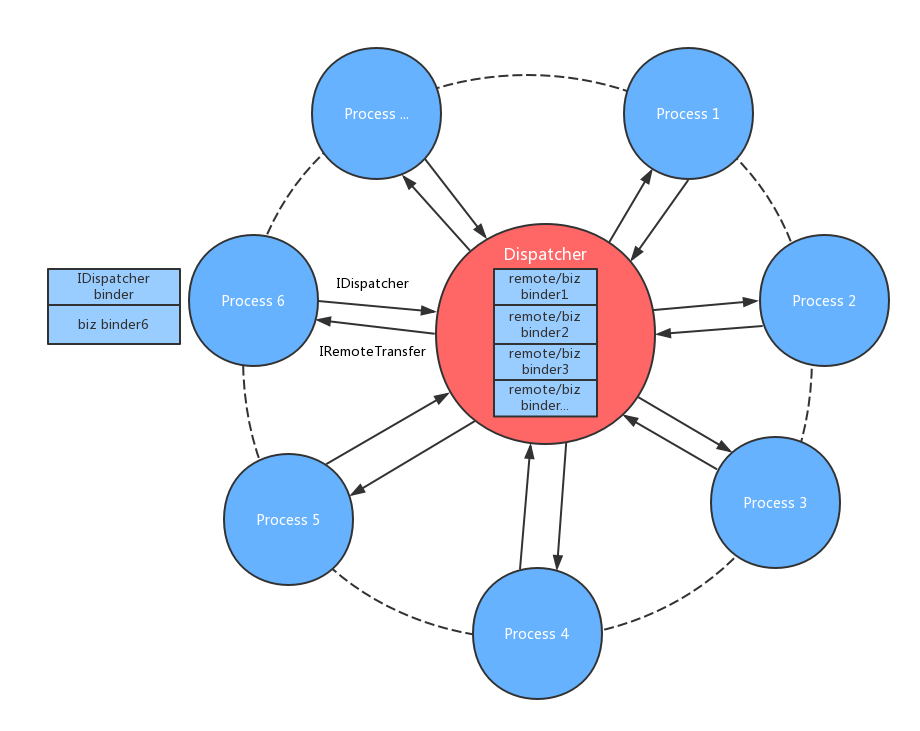 Process ...
Process 1
Dispatcher
remote/biz
binder1
remote/biz
binder2
remote/biz
binder3
remote/biz
binder...
IDispatcher
binder
biz binder6
Process 6
IDispatcher
IRemoteTransfer
Process 2
Process 5
Process 3
Process 4